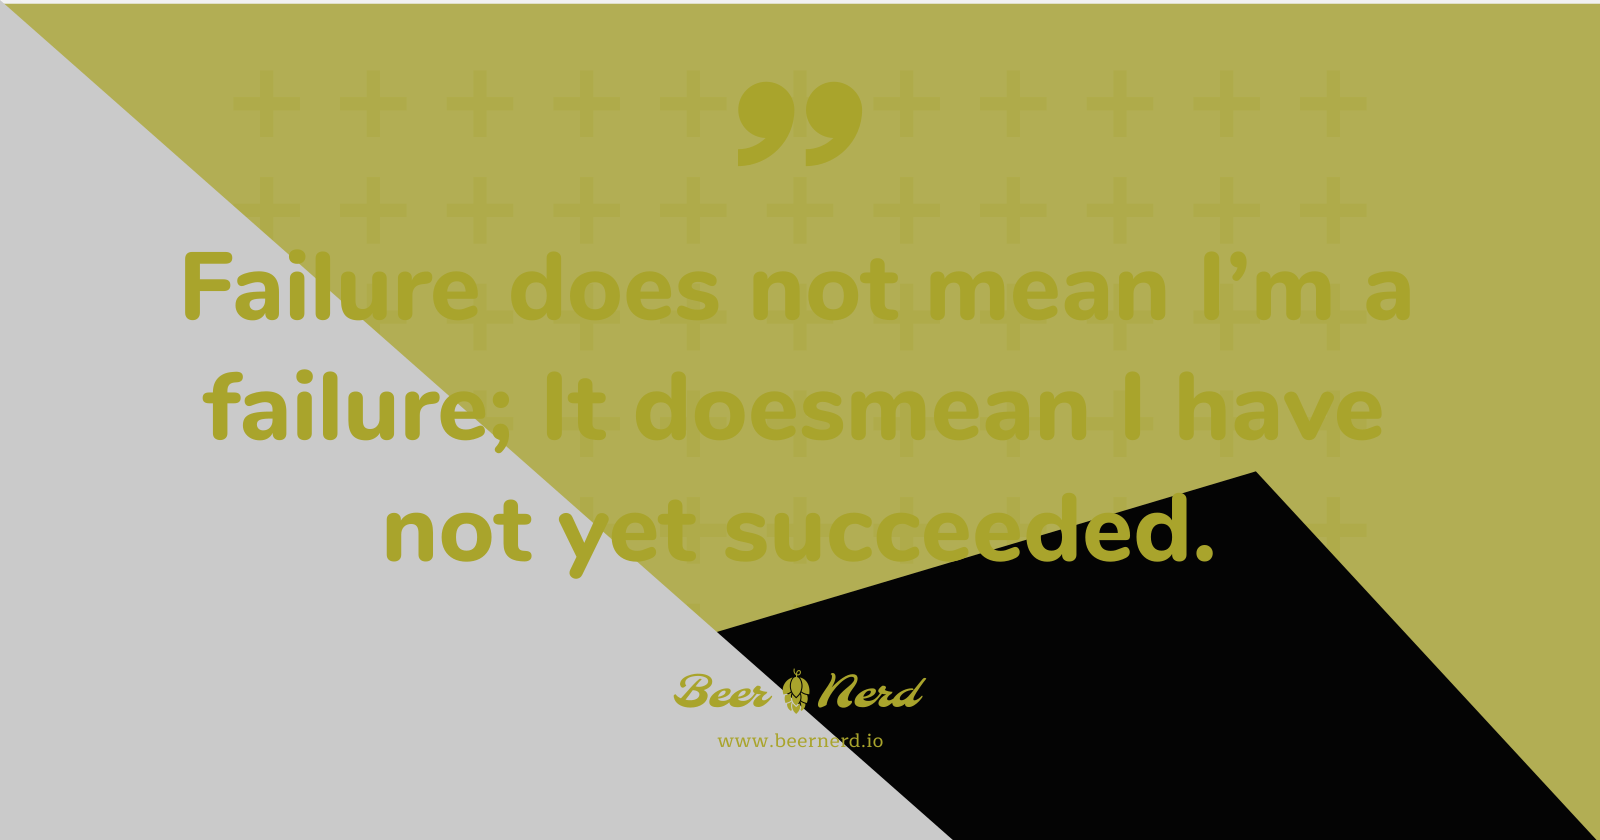 ”
Failure does not mean I’m a
failure; It doesmean I have
not yet succeeded.
Beer Nerd
www.beernerd.io